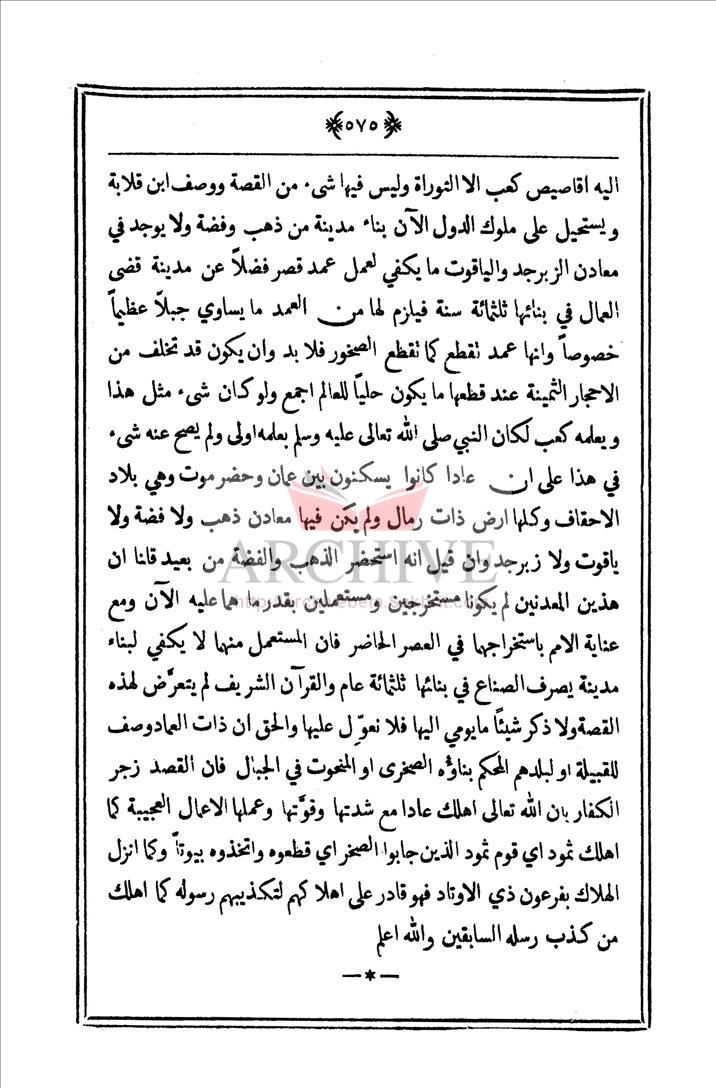 ٥٧٥
اليه اقاصيص كعب الا التوراة وليس فيها شيء من القصة ووصف ابن قلابة
ويستحيل على ملوك الدول الآن بناء مدينة من ذهب وفضة ولا يوجد في
معادن الزبرجد والياقوت ما يكفي لعمل عمد قصر فضلاً عن مدينة قضى
العمال في بنائها ثلثمائة سنة فيلزم لها من العمد ما يساوي جبلاً عظيماً
خصوصاً وانها عمد تقطع كما تقطع الصخور فلا بد وان يكون قد تخلف من
الاحجار الثمينة عند قطعها ما يكون حلياً للعالم اجمع ولو كان شيء مثل هذا
ويعلمه كعب لكان النبي صلى الله تعالى عليه وسلم بعلمه اولى ولم يصح عنه شيء
في هذا على ان عادا كانوا يسكنون بين عمان وحضرموت وهي بلاد
الاحقاف وكلها ارض ذات رمال ولم يكن فيها معادن ذهب ولا فضة ولا
ياقوت ولا زبرجد وان قيل انه استحضر الذهب والفضة من بعيد قلنا ان
هذين المعدنين لم يكونا مستخرجين ومستعملين بقدر ما هما عليه الآن ومع
عناية الامم باستخراجها في العصر الحاضر فان المستعمل منها لا يكفي لبناء
مدينة يصرف الصناع في بنائها ثلثمائة عام والقرآن الشريف لم يتعرَّض لهذه
القصة ولا ذكر شيئاً ما يومي اليها فلا نعوِّل عليها والحق ان ذات العماد وصف
للقبيلة او لبلدهم المحكم بناؤه الصخرى او المنحوت في الجبال فان القصد زجر
الكفار بان الله تعالى اهلك عادا مع شدتها وقوَّتها وعملها الاعمال العجيبة كما
اهلك ثمود اي قوم ثمود الذين جابوا الصخر اي قطعوه واتخذوه بيوتاً وكما انزل
الهلاك بفرعون ذي الاوتاد فهو قادر على اهلاكهم لتكذيبهم رسوله كما اهلك
من كذب رسله السابقين والله اعلم
ARCHIVE